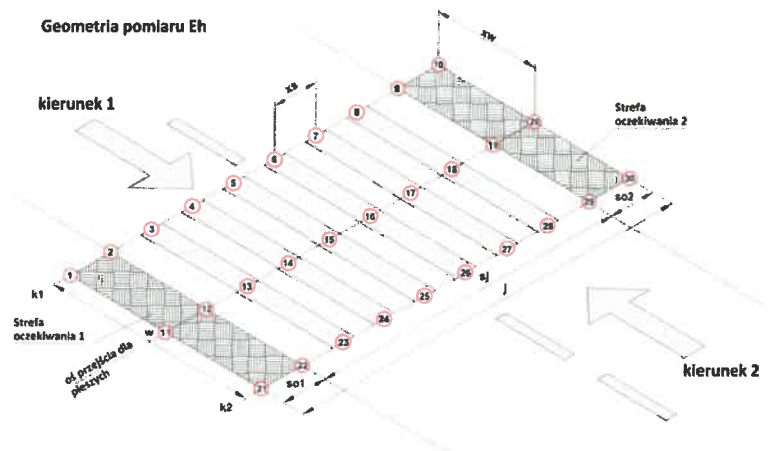 Geometria pomiaru Eh
kierunek 1
xs
xw
10
9
8
7
6
5
4
3
2
1
20
19
18
17
16
15
14
13
12
11
30
29
28
27
26
25
24
23
22
21
Strefa
oczekiwania 2
so2
sj
j
k1
Strefa
oczekiwania 1
w
oś przejścia dla
pieszych
k2
so1
kierunek 2